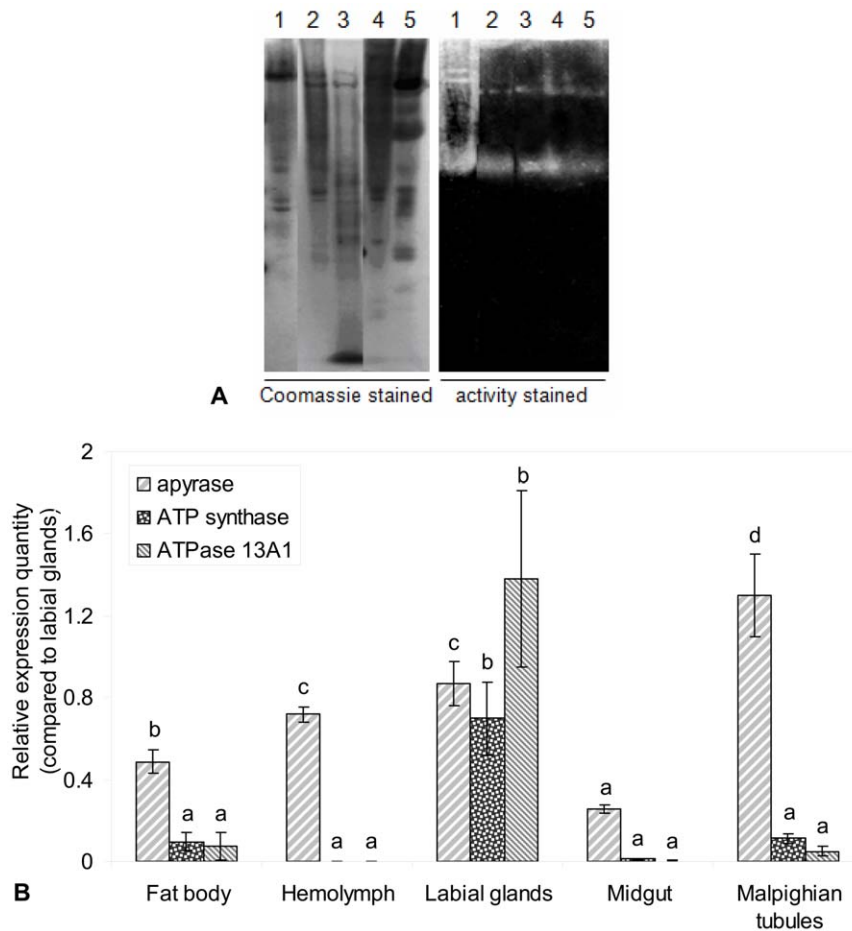 1 2 3 4 5 1 2 3 4 5
A Coomassie stained activity stained
Relative expression quantity
(compared to labial glands)
2
1.6
1.2
0.8
0.4
0
apyrase
ATP synthase
ATPase 13A1
b a a
c a a
c b b
a a a
d a a
B Fat body Hemolymph Labial glands Midgut Malpighian
tubules